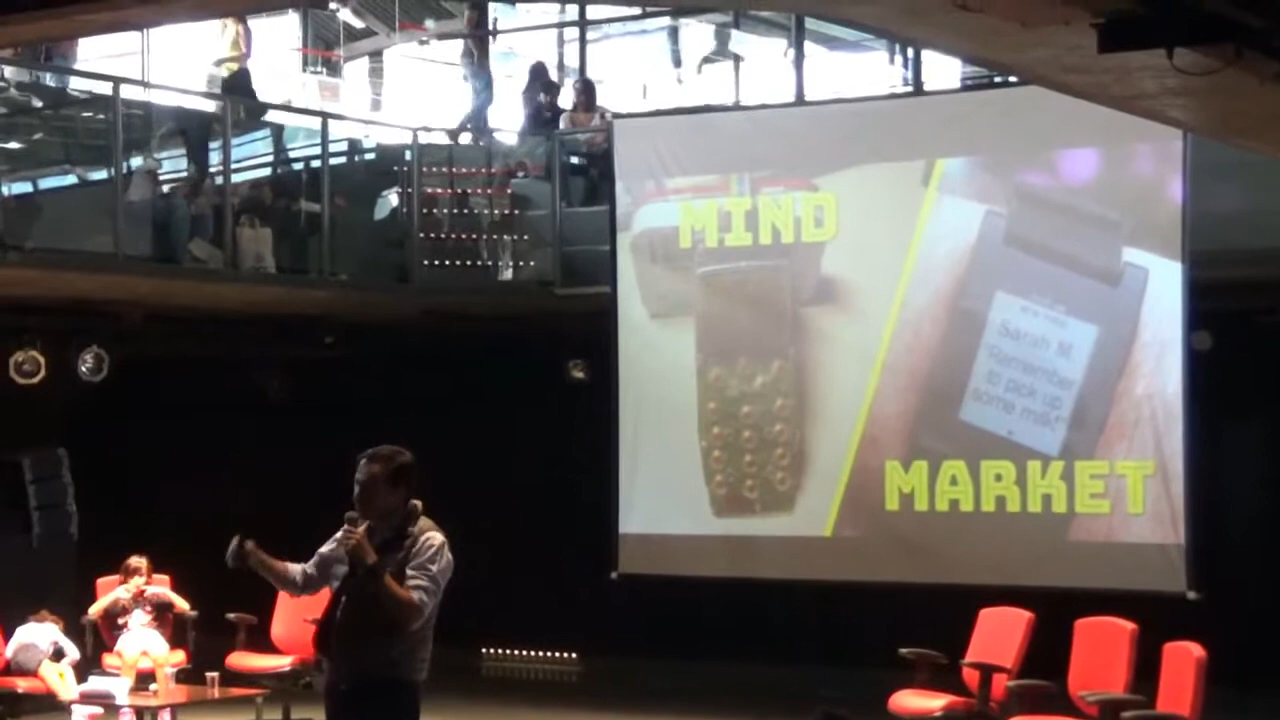 MIND
Sarah M.
"Remember
to pick up
some milk"
MARKET